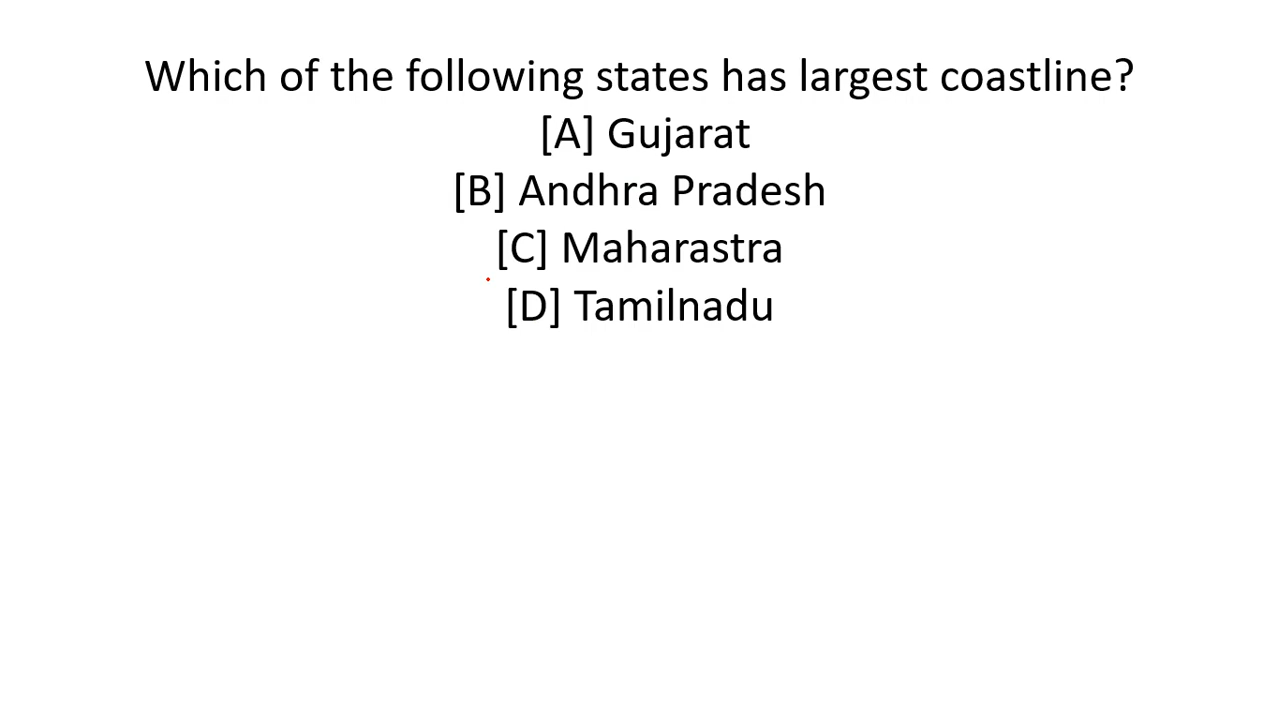 Which of the following states has largest coastline?
[A] Gujarat
[B] Andhra Pradesh
[C] Maharastra
[D] Tamilnadu